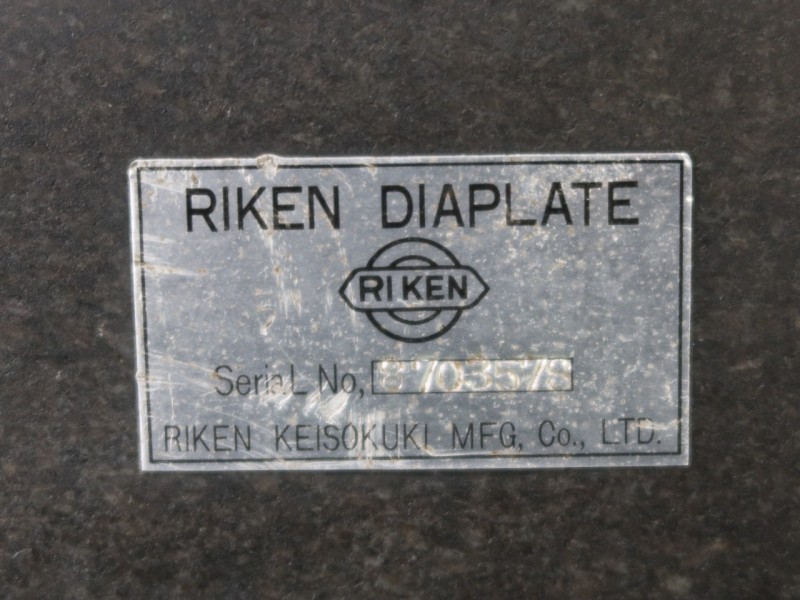 RIKEN DIAPLATE
RIKEN
Serial No, 8703578
RIKEN KEISOKUKI MFG, Co., LTD.